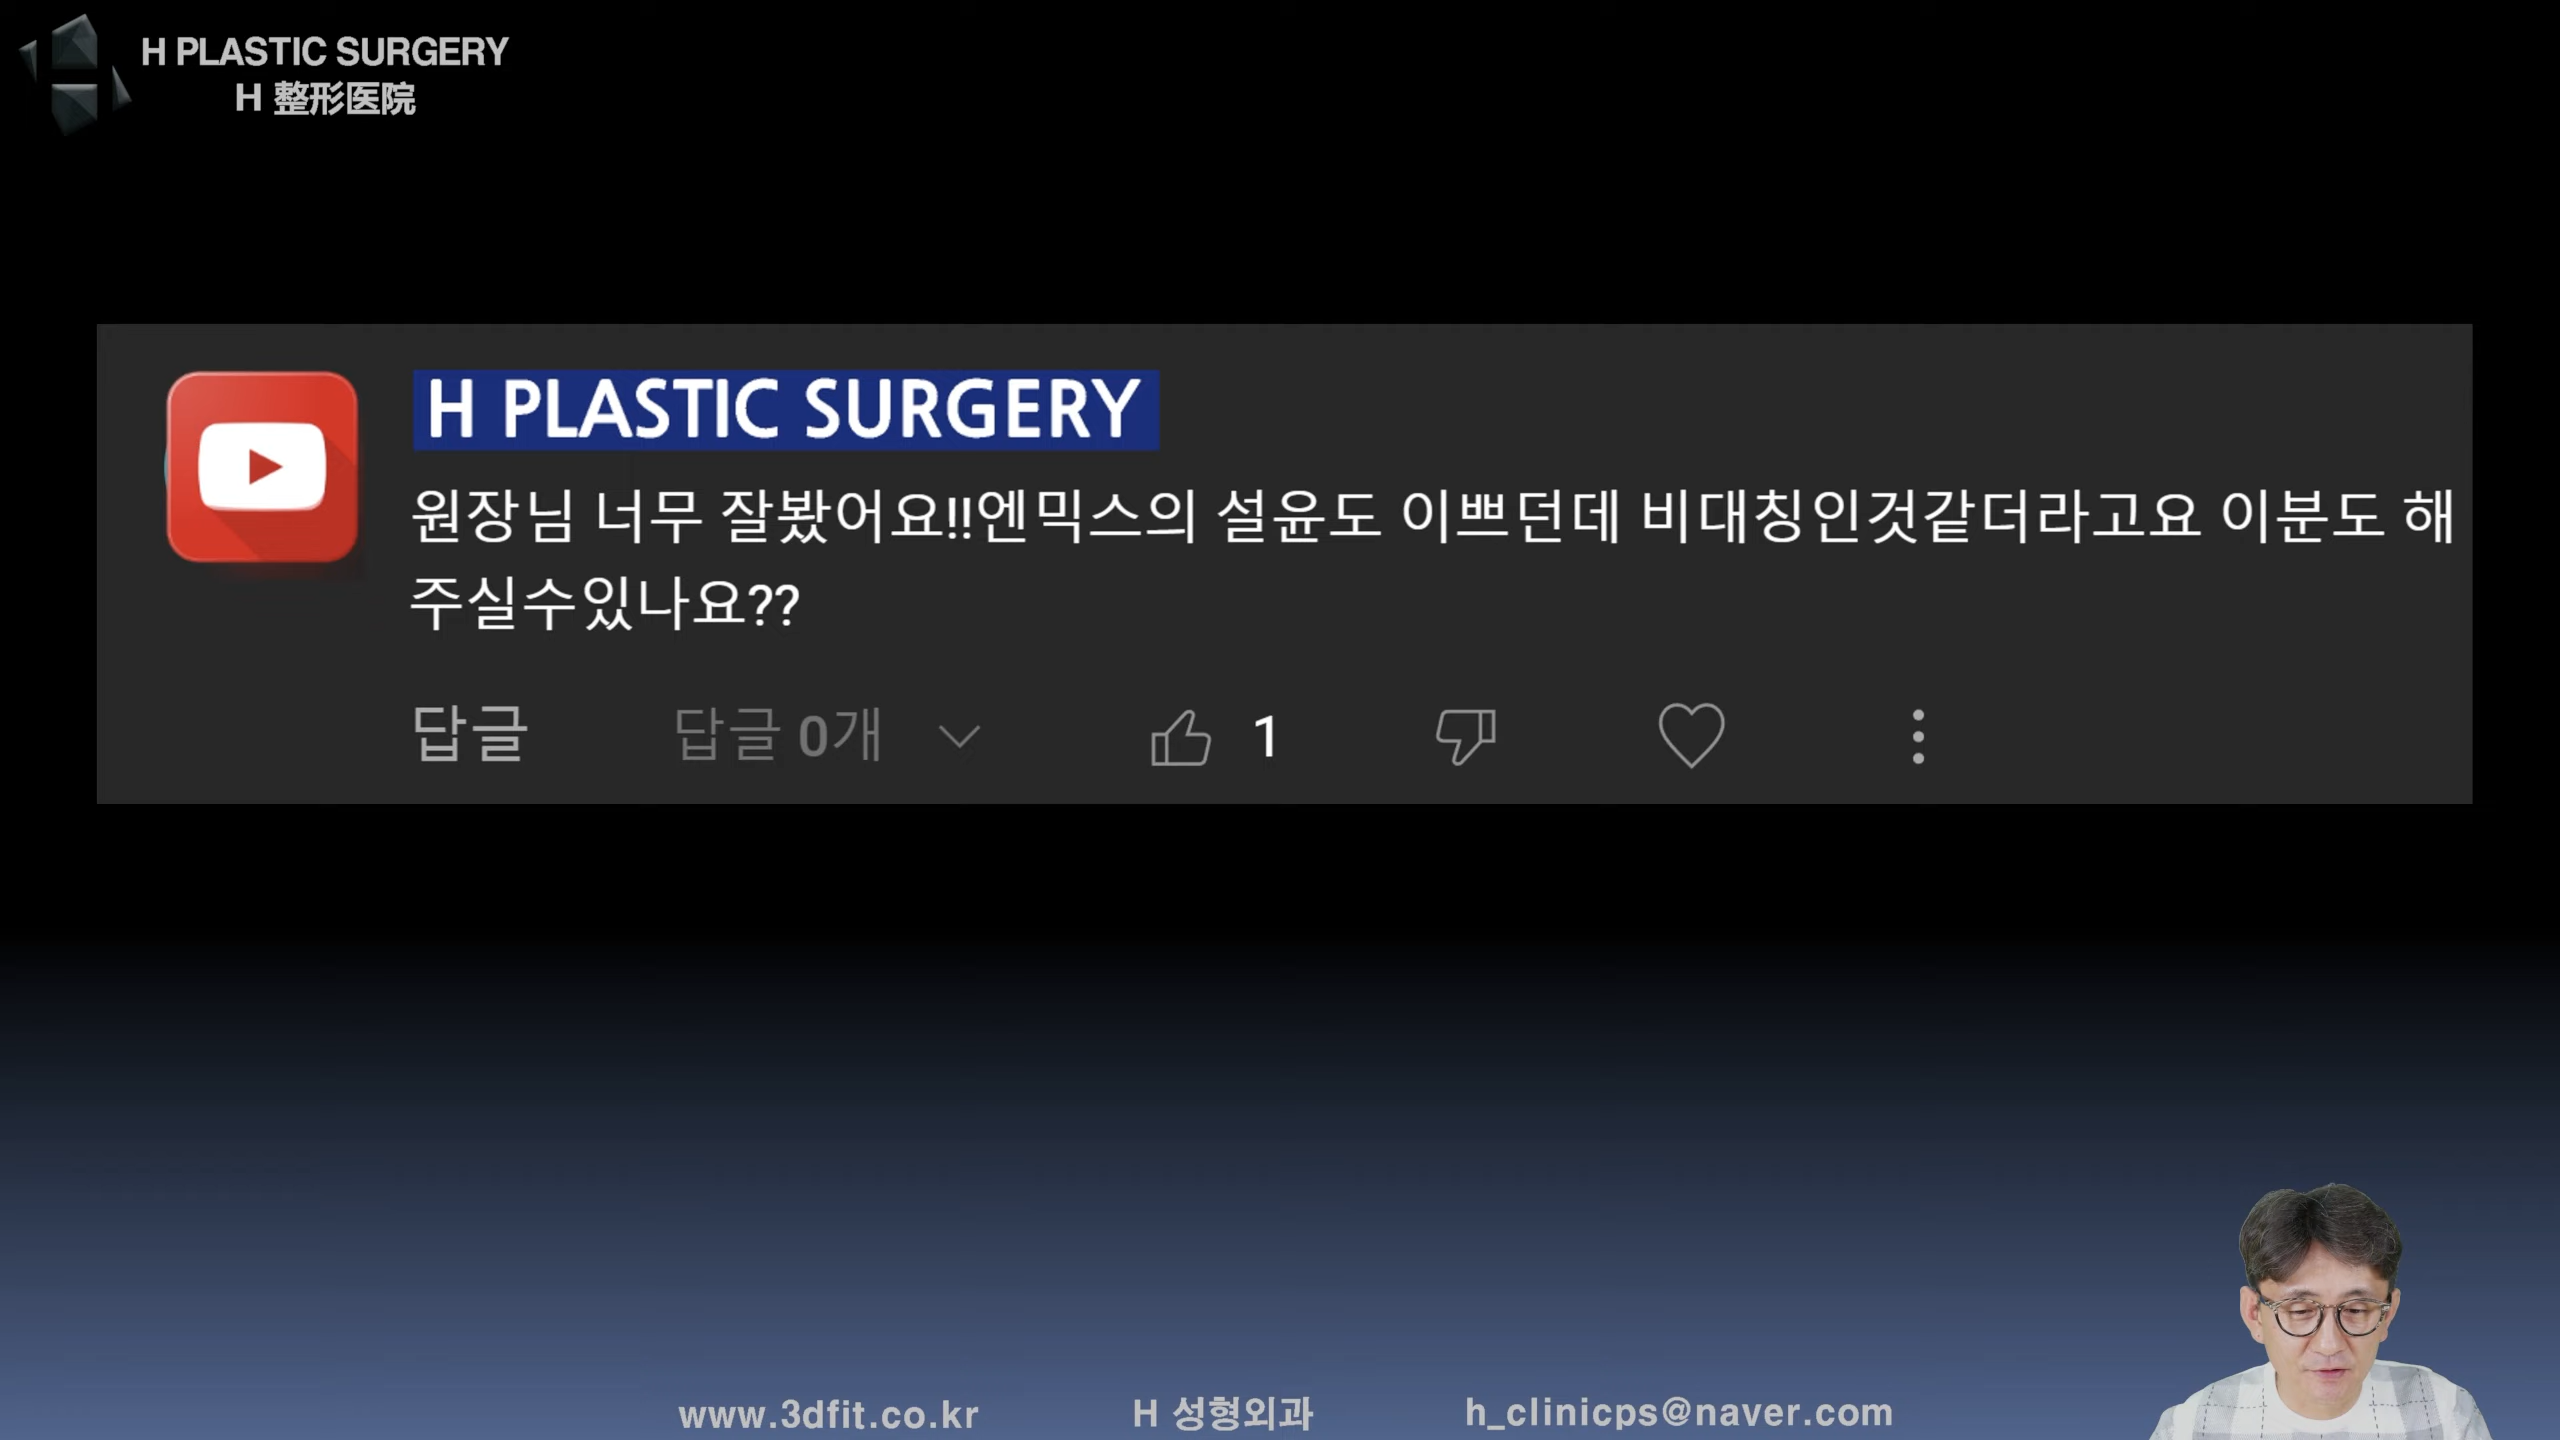 H PLASTIC SURGERY
H 整形医院
H PLASTIC SURGERY
원장님 너무 잘봤어요!!엔믹스의 설윤도 이쁘던데 비대칭인것같더라고요 이분도 해
주실수있나요??
답글 답글 0개 1
www.3dfit.co.kr H 성형외과 h_clinicps@naver.com